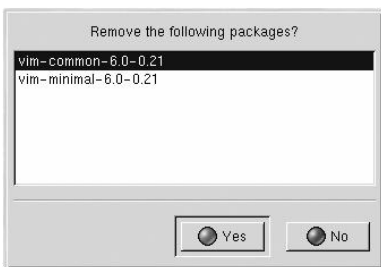 Remove the following packages?
vim-common-6.0-0.21
vim-minimal-6.0-0.21
Yes
No